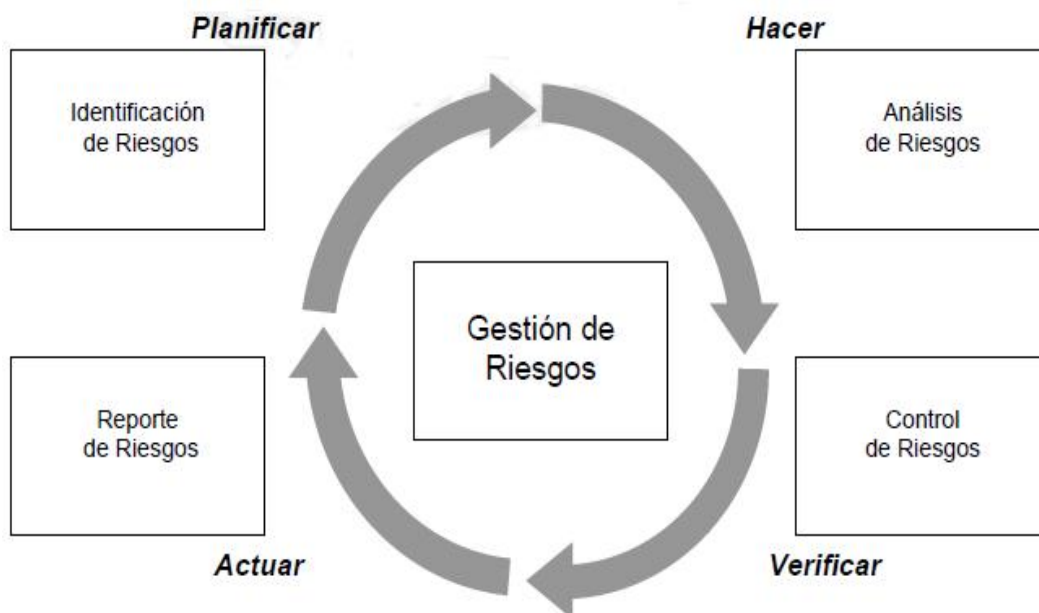 Planificar
Hacer
Identificación
de Riesgos
Análisis
de Riesgos
Gestión de
Riesgos
Reporte
de Riesgos
Control
de Riesgos
Actuar
Verificar